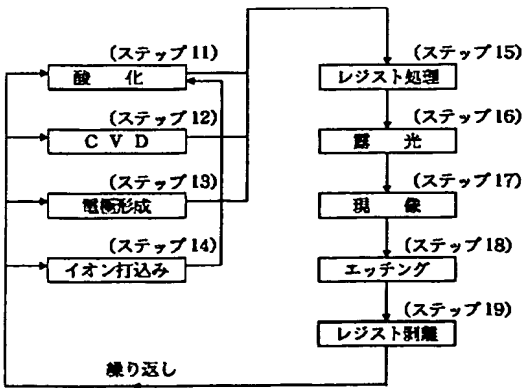 (ステップ11)
酸 化
(ステップ12)
C V D
(ステップ13)
電極形成
(ステップ14)
イオン打込み
(ステップ15)
レジスト処理
(ステップ16)
露 光
(ステップ17)
現 像
(ステップ18)
エッチング
(ステップ19)
レジスト剥離
繰り返し